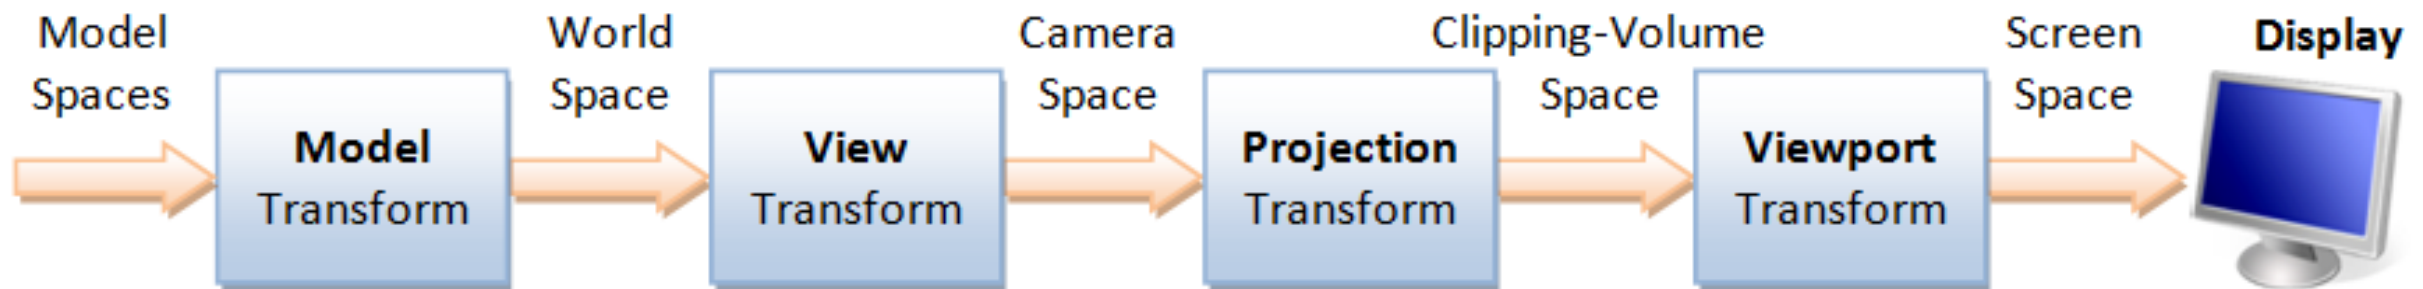 Model
Spaces
Model
Transform
World
Space
View
Transform
Camera
Space
Projection
Transform
Clipping-Volume
Space
Viewport
Transform
Screen
Space
Display